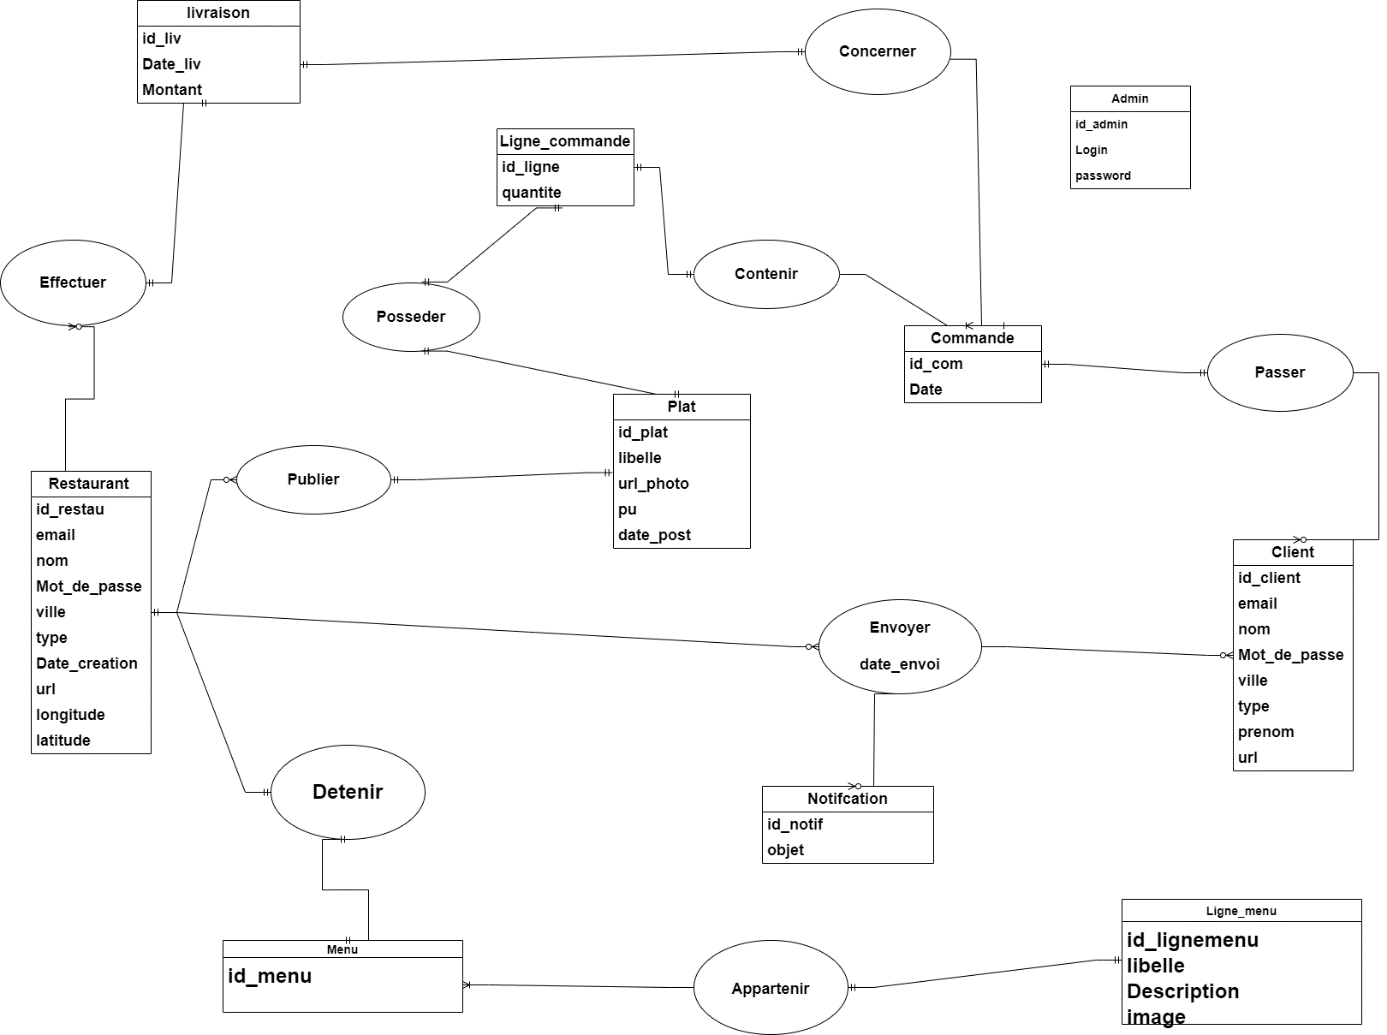 livraison
id_liv
Date_liv
Montant
Concerner
Admin
id_admin
Login
password
Ligne_commande
id_ligne
quantite
Effectuer
Contenir
Posseder
Commande
id_com
Date
Passer
Plat
id_plat
libelle
url_photo
pu
date_post
Publier
Restaurant
id_restau
email
nom
Mot_de_passe
ville
type
Date_creation
url
longitude
latitude
Client
id_client
email
nom
Mot_de_passe
ville
type
prenom
url
Envoyer
date_envoi
Detenir
Notifcation
id_notif
objet
Menu
id_menu
Appartenir
Ligne_menu
id_lignemenu
libelle
Description
image